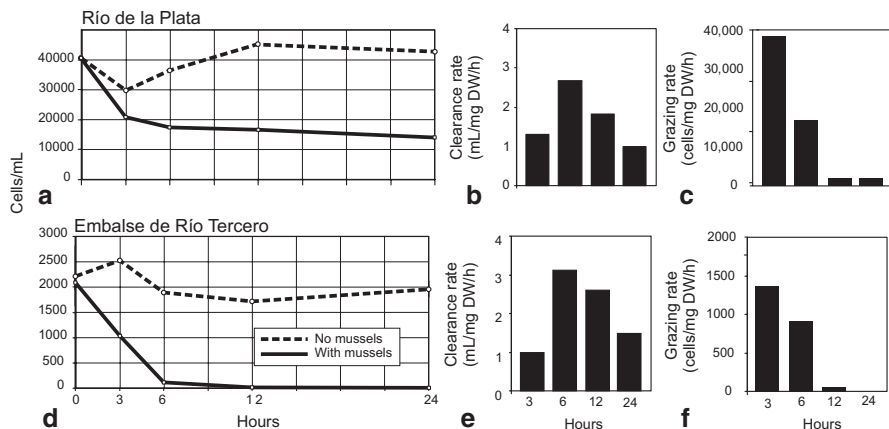 Río de la Plata
50000
40000
30000
20000
10000
0
a
Cells/mL
Clearance rate
(mL/mg DW/h)
4
3
2
1
0
b
Grazing rate
(cells/mg DW/h)
40,000
30,000
20,000
10,000
0
c
Embalse de Río Tercero
3000
2500
2000
1500
1000
500
0
No mussels
With mussels
0 3 6 12 24
Hours
d
Clearance rate
(mL/mg DW/h)
4
3
2
1
0
3 6 12 24
Hours
e
Grazing rate
(cells/mg DW/h)
2000
1500
1000
500
0
3 6 12 24
Hours
f